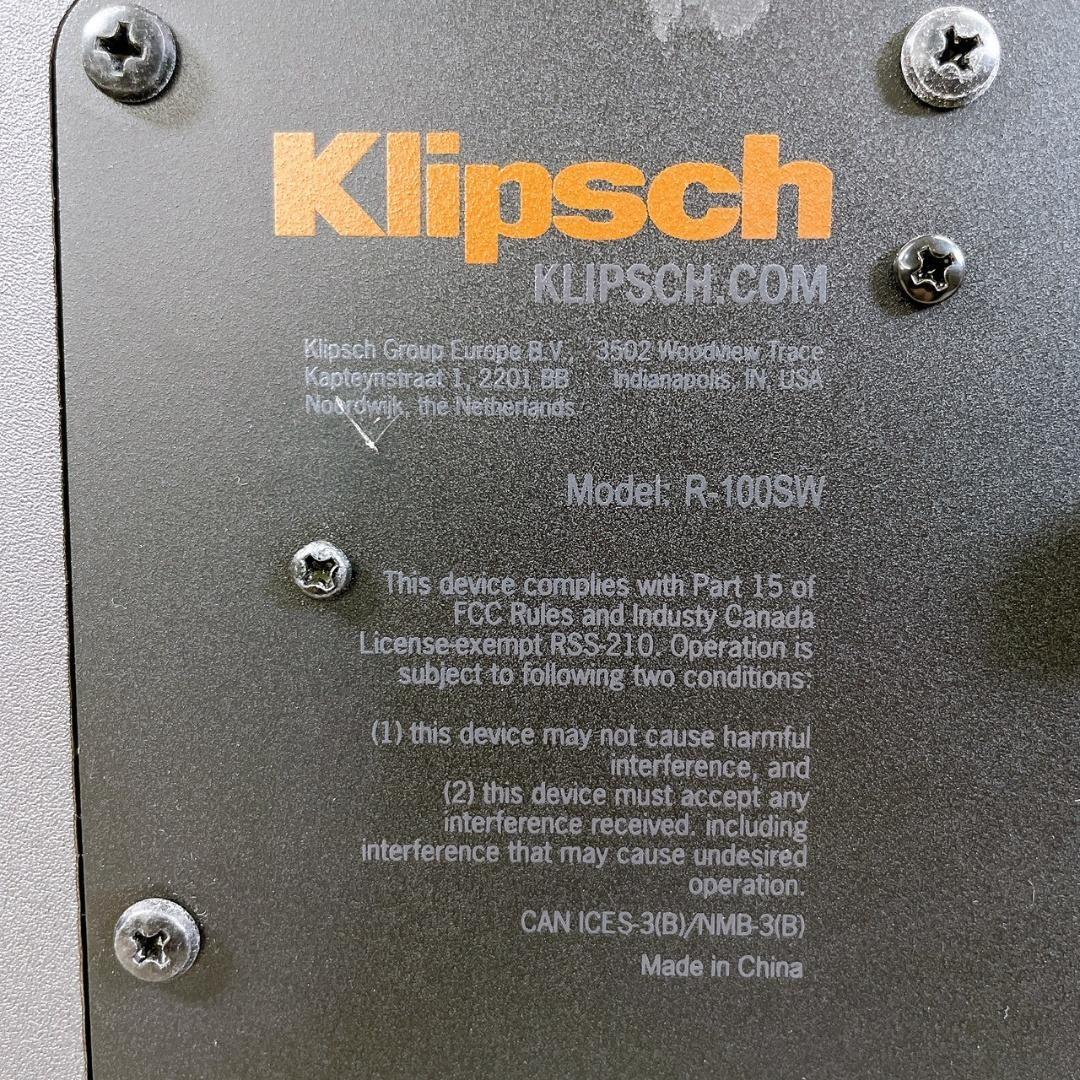 Klipsch
KLIPSCH.COM
Klipsch Group Europe B.V., 3502 Woodview Trace
Kapteynstraat 1, 2201 BB Indianapolis, IN, USA
Noordwijk, the Netherlands
Model: R-100SW
This device complies with Part 15 of
FCC Rules and Industy Canada
License-exempt RSS-210. Operation is
subject to following two conditions:
(1) this device may not cause harmful
interference, and
(2) this device must accept any
interference received. including
interference that may cause undesired
operation.
CAN ICES-3(B)/NMB-3(B)
Made in China